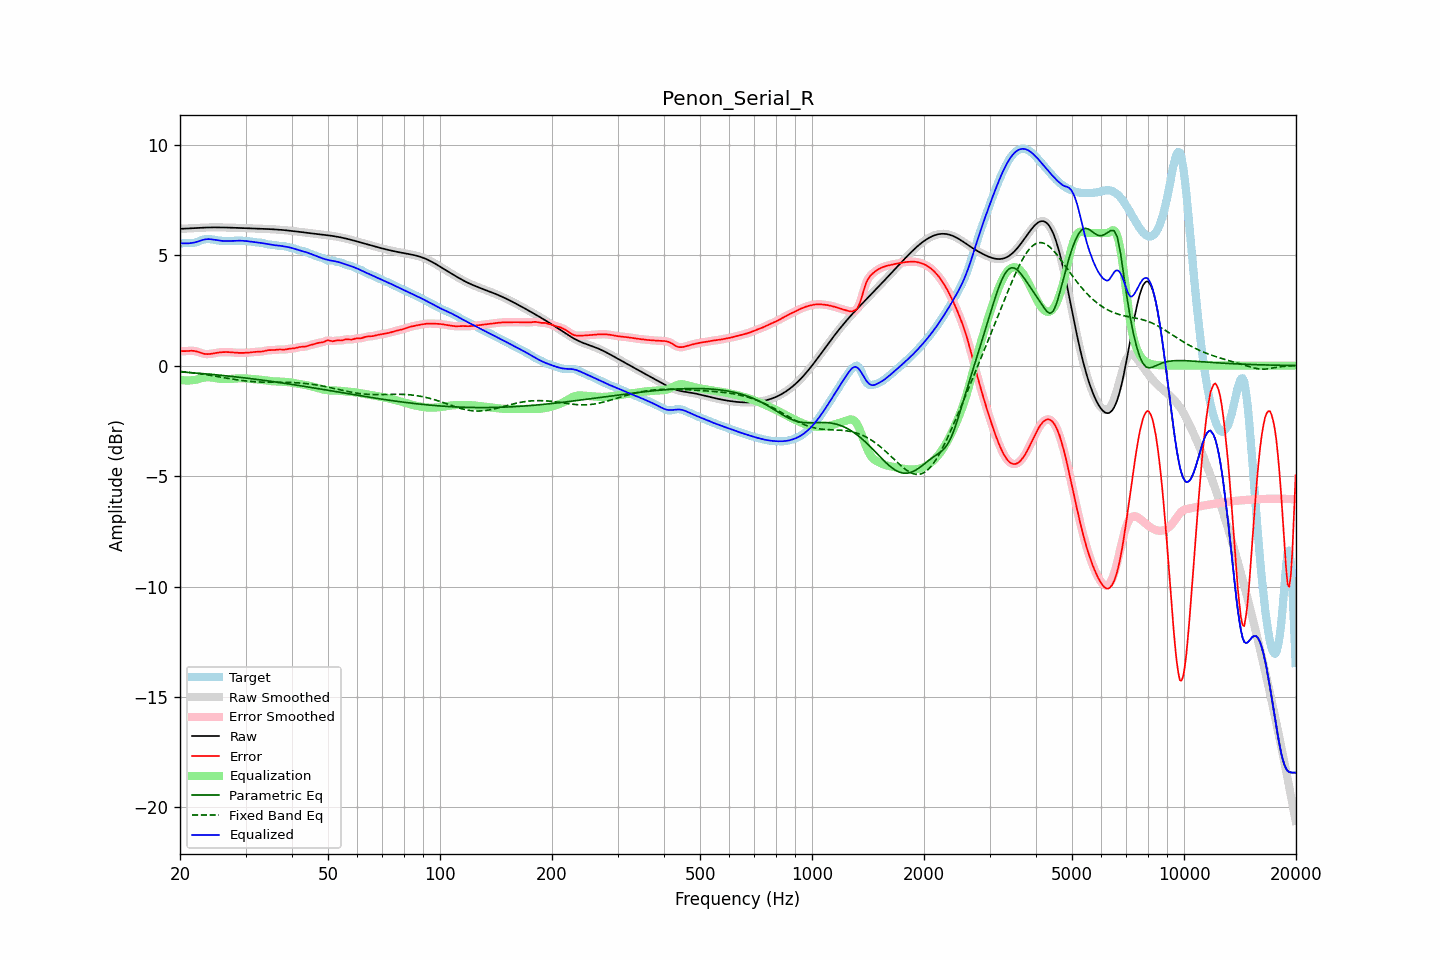 Penon_Serial_R
10
5
0
−5
−10
−15
−20
Amplitude (dBr)
Target
Raw Smoothed
Error Smoothed
Raw
Error
Equalization
Parametric Eq
Fixed Band Eq
Equalized
20 50 100 200 500 1000 2000 5000 10000 20000
Frequency (Hz)